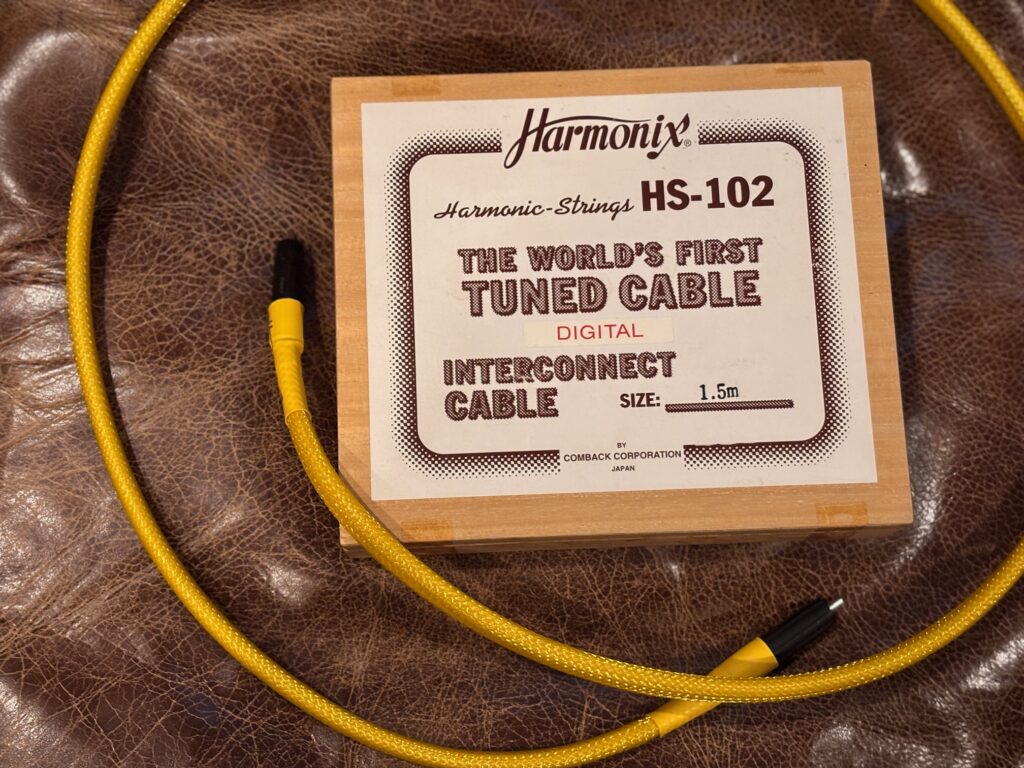 Harmonix®
Harmonic-Strings HS-102
THE WORLD'S FIRST
TUNED CABLE
DIGITAL
INTERCONNECT
CABLE
SIZE: 1.5m
BY
COMBACK CORPORATION
JAPAN